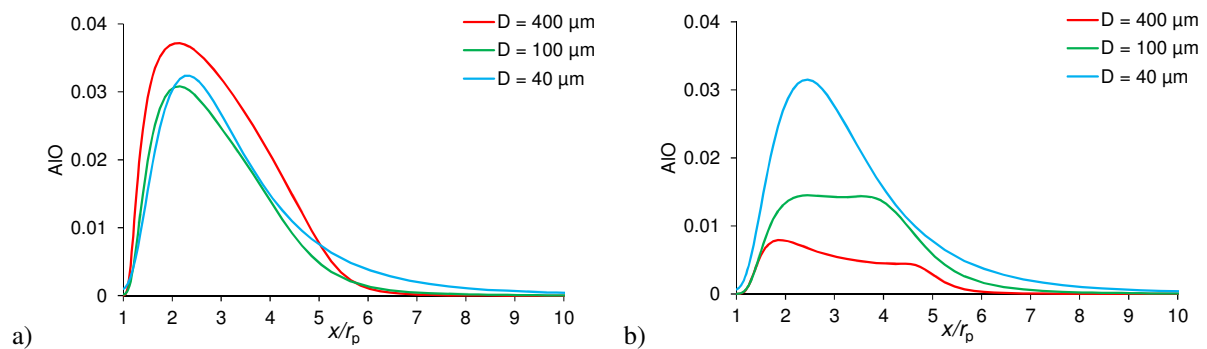 0.04
0.03
0.02
0.01
0
AIO
D = 400 µm
D = 100 µm
D = 40 µm
1 2 3 4 5 6 7 8 9 10
x/rp
a)
0.04
0.03
0.02
0.01
0
AIO
D = 400 µm
D = 100 µm
D = 40 µm
1 2 3 4 5 6 7 8 9 10
x/rp
b)